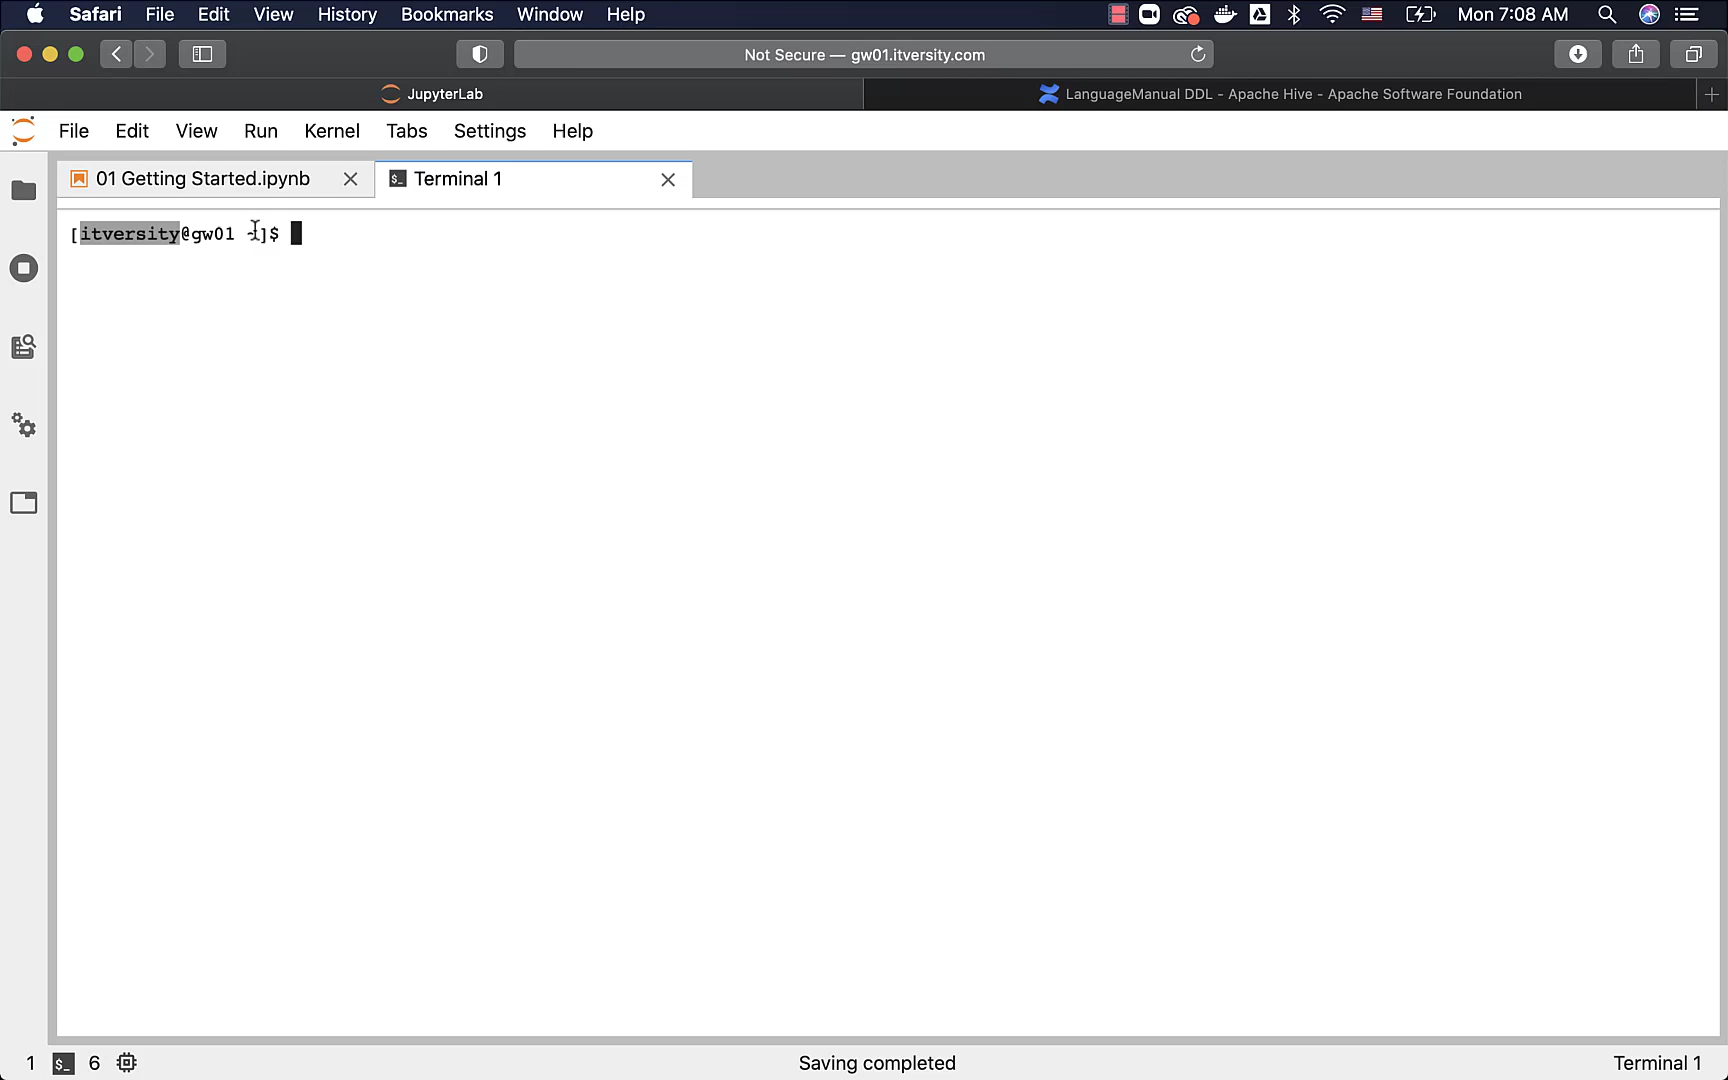 Safari File Edit View History Bookmarks Window Help Mon 7:08 AM
Not Secure — gw01.itversity.com
JupyterLab LanguageManual DDL - Apache Hive - Apache Software Foundation
File Edit View Run Kernel Tabs Settings Help
01 Getting Started.ipynb $_ Terminal 1
[itversity@gw01 ~]$
1 $_ 6 Saving completed Terminal 1